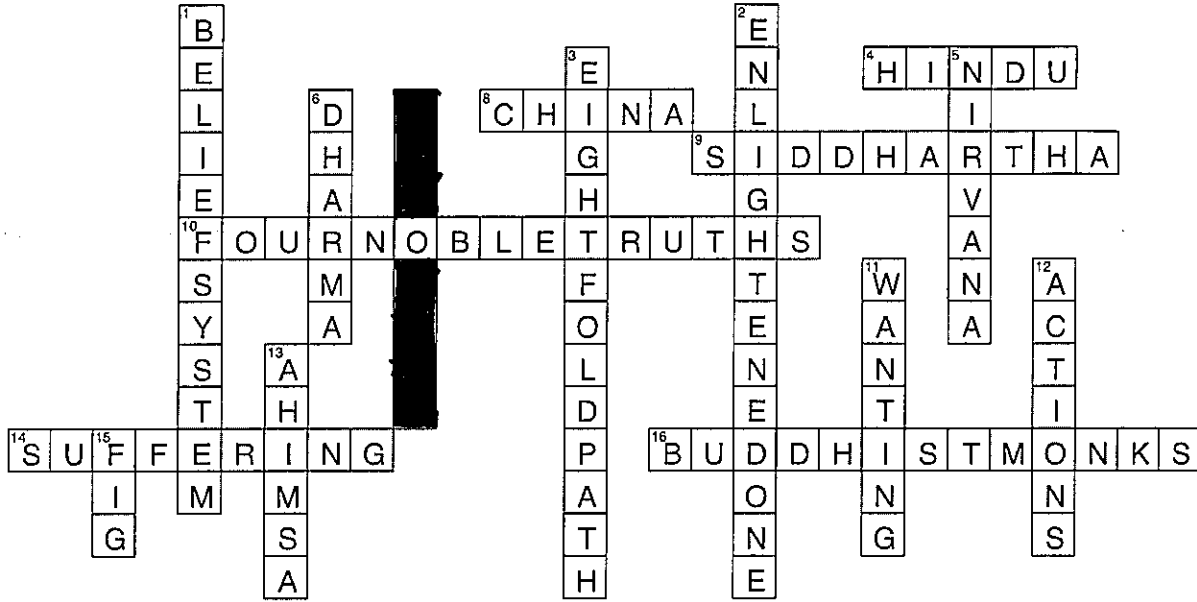 1 BELIEFSYSTEM
2 ENLIGHTENEDONE
3 EIGHTFOLDPATH
4 HINDU
5 NIRVANA
6 DHARMA
8 CHINA
9 SIDDHARTHA
10 FOURNOBLETRUTHS
11 WANTING
12 ACTIONS
13 AHIMSA
14 SUFFERING
15 FIG
16 BUDDHISTMONKS